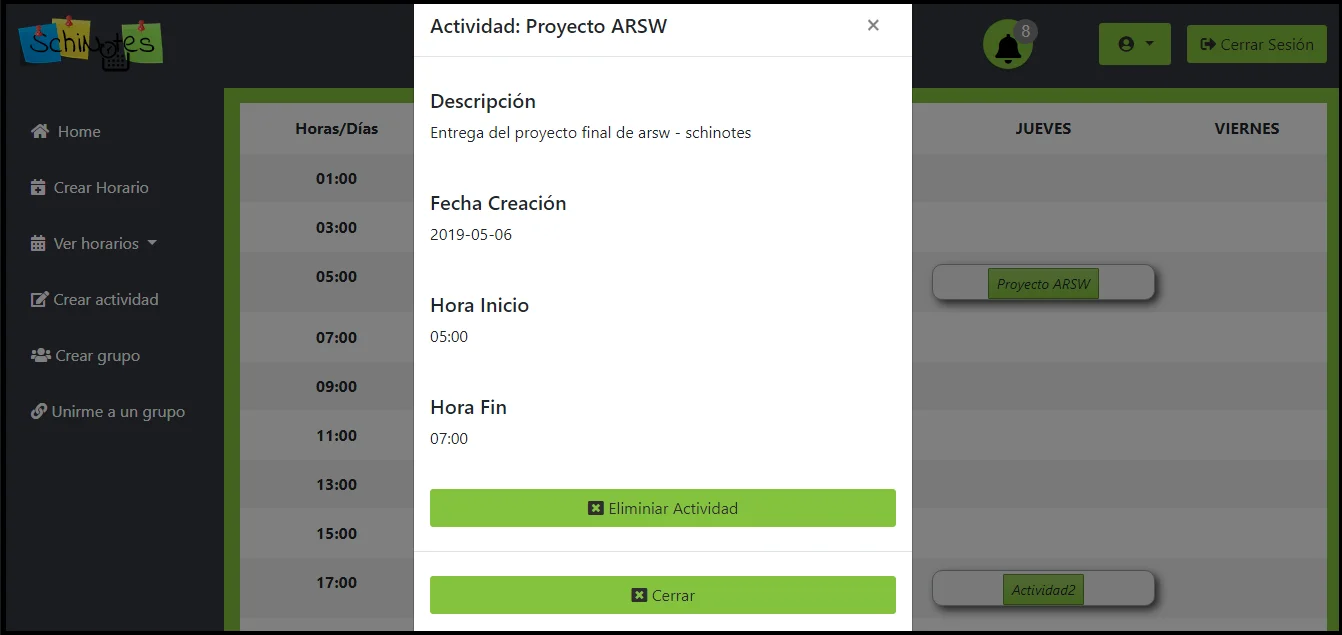 SchiNotes
8
Cerrar Sesión
Home
Crear Horario
Ver horarios
Crear actividad
Crear grupo
Unirme a un grupo
Horas/Días
JUEVES
VIERNES
01:00
03:00
05:00
Proyecto ARSW
07:00
09:00
11:00
13:00
15:00
17:00
Actividad2
Actividad: Proyecto ARSW
×
Descripción
Entrega del proyecto final de arsw - schinotes
Fecha Creación
2019-05-06
Hora Inicio
05:00
Hora Fin
07:00
Eliminiar Actividad
Cerrar